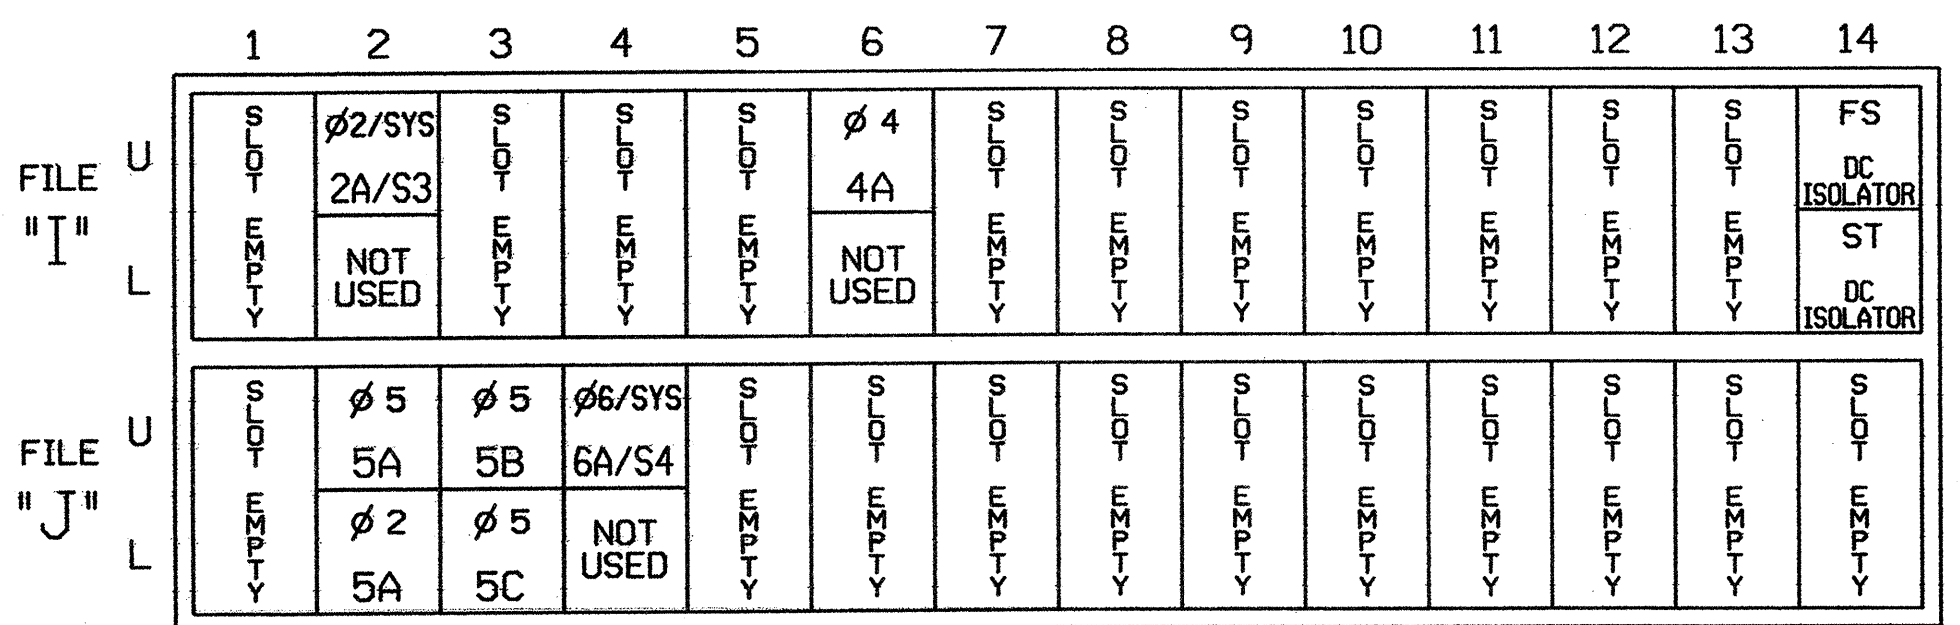 1 2 3 4 5 6 7 8 9 10 11 12 13 14
FILE "I"
U
L
SLOT EMPTY
Ø2/SYS
2A/S3
NOT
USED
SLOT EMPTY
SLOT EMPTY
SLOT EMPTY
Ø 4
4A
NOT
USED
SLOT EMPTY
SLOT EMPTY
SLOT EMPTY
SLOT EMPTY
SLOT EMPTY
SLOT EMPTY
SLOT EMPTY
FS
DC
ISOLATOR
ST
DC
ISOLATOR
FILE "J"
U
L
SLOT EMPTY
Ø 5
5A
Ø 2
5A
Ø 5
5B
Ø 5
5C
Ø6/SYS
6A/S4
NOT
USED
SLOT EMPTY
SLOT EMPTY
SLOT EMPTY
SLOT EMPTY
SLOT EMPTY
SLOT EMPTY
SLOT EMPTY
SLOT EMPTY
SLOT EMPTY
SLOT EMPTY